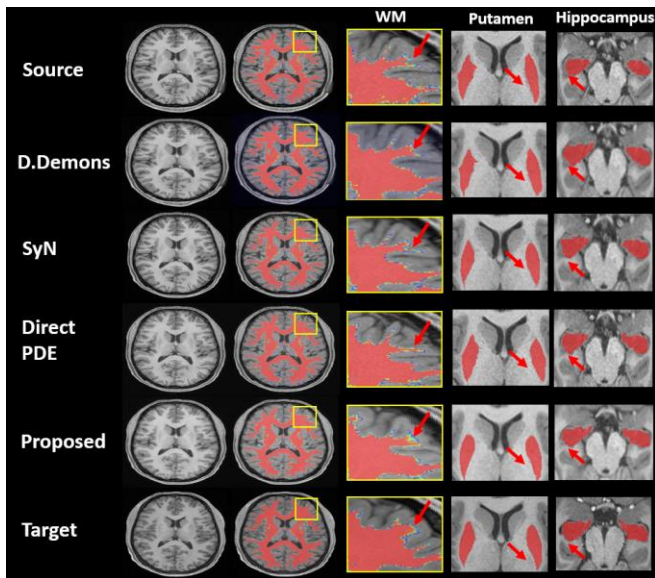 WM Putamen Hippocampus
Source
D.Demons
SyN
Direct
PDE
Proposed
Target